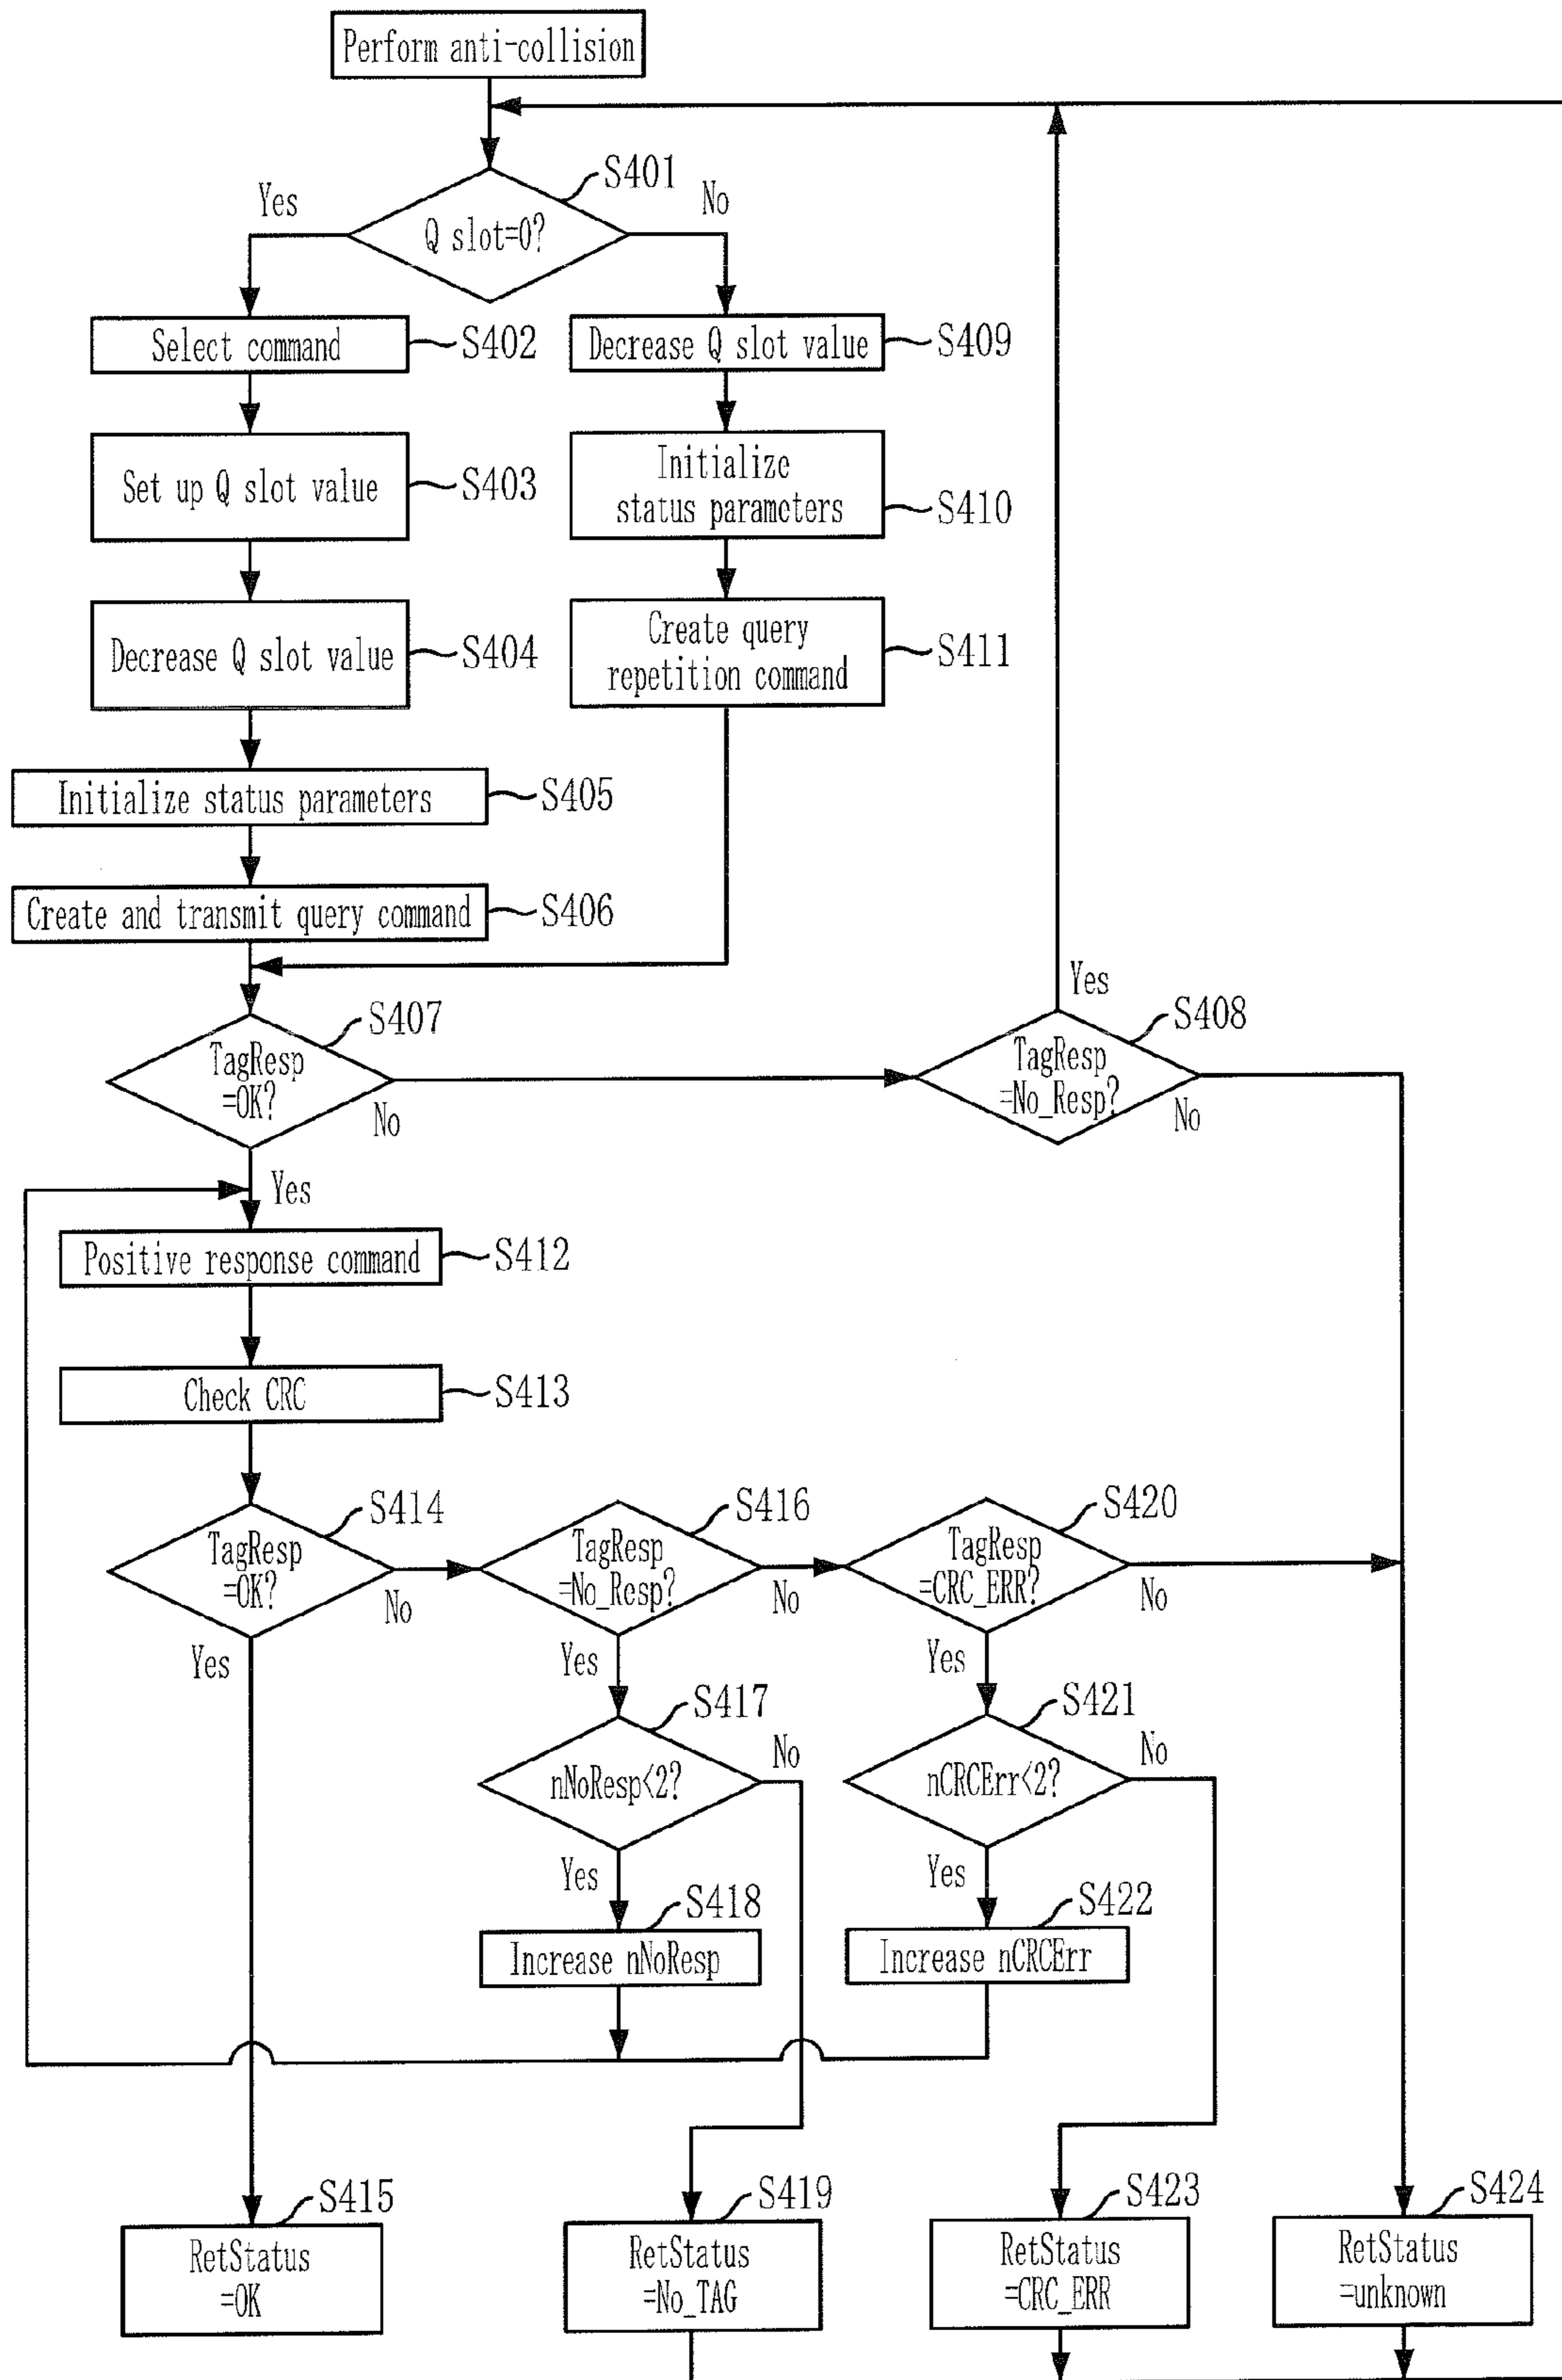 Perform anti-collision
S401
Yes
No
Q slot=0?
Select command
S402
Decrease Q slot value
S409
Set up Q slot value
S403
Initialize
status parameters
S410
Decrease Q slot value
S404
Create query
repetition command
S411
Initialize status parameters
S405
Create and transmit query command
S406
S407
TagResp
=OK?
No
Yes
Yes
S408
TagResp
=No_Resp?
No
Positive response command
S412
Check CRC
S413
S414
TagResp
=OK?
No
Yes
S416
TagResp
=No_Resp?
No
Yes
S420
TagResp
=CRC_ERR?
No
Yes
S417
nNoResp<2?
No
Yes
S421
nCRCErr<2?
No
Yes
S418
Increase nNoResp
S422
Increase nCRCErr
S415
RetStatus
=OK
S419
RetStatus
=No_TAG
S423
RetStatus
=CRC_ERR
S424
RetStatus
=unknown